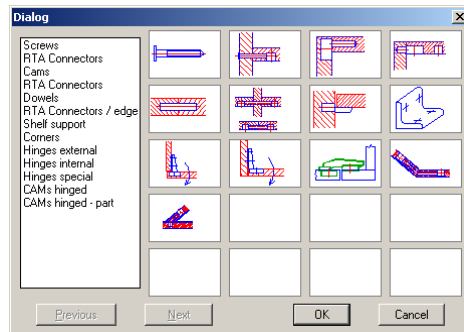 Dialog
Screws
RTA Connectors
Cams
RTA Connectors
Dowels
RTA Connectors / edge
Shelf support
Corners
Hinges external
Hinges internal
Hinges special
CAMs hinged
CAMs hinged - part
Previous
Next
OK
Cancel